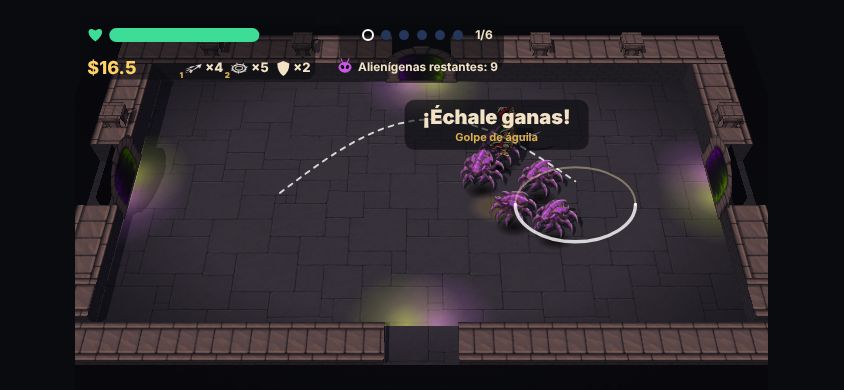 1/6
$16.5
1 ×4 2 ×5 ×2 Alienígenas restantes: 9
¡Échale ganas!
Golpe de águila